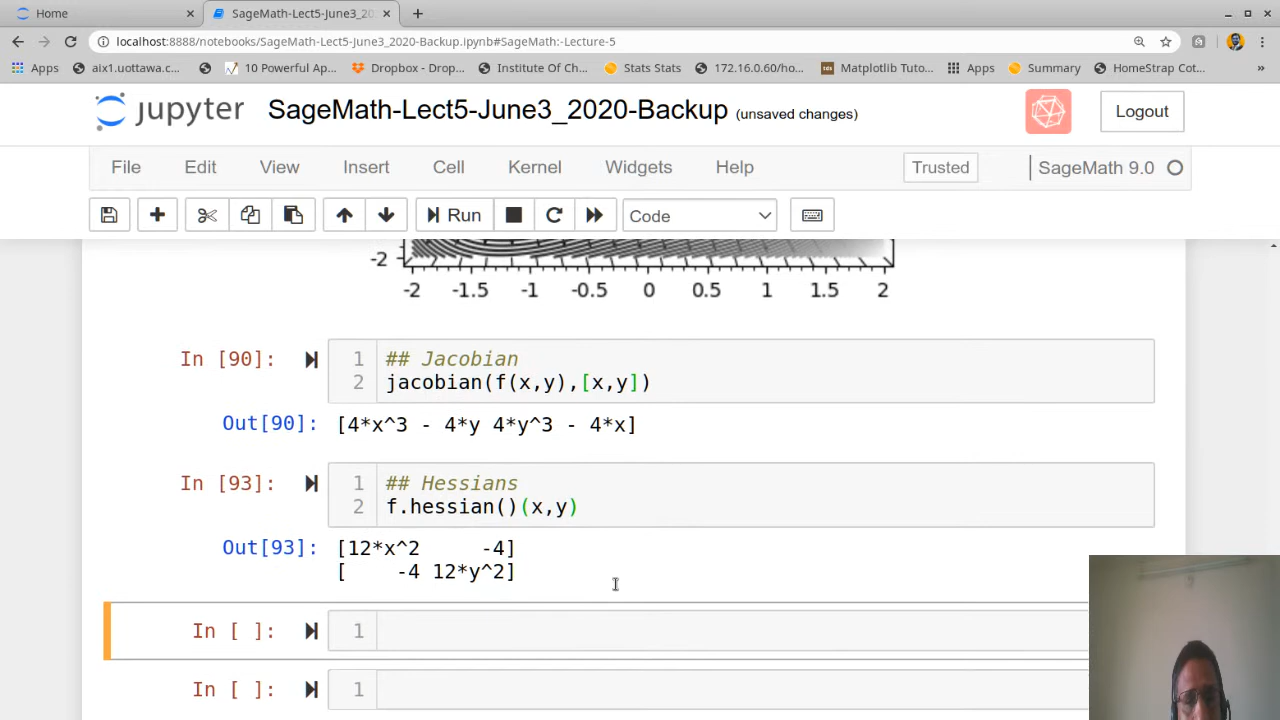 Home
SageMath-Lect5-June3_20
localhost:8888/notebooks/SageMath-Lect5-June3_2020-Backup.ipynb#SageMath:-Lecture-5
Apps aix1.uottawa.c... 10 Powerful Ap... Dropbox - Drop... Institute Of Ch... Stats Stats 172.16.0.60/ho... Matplotlib Tuto... Apps Summary HomeStrap Cot... »
jupyter SageMath-Lect5-June3_2020-Backup (unsaved changes) Logout
File Edit View Insert Cell Kernel Widgets Help Trusted SageMath 9.0
Run Code
-2
-2 -1.5 -1 -0.5 0 0.5 1 1.5 2
In [90]: 1 ## Jacobian
2 jacobian(f(x,y),[x,y])
Out[90]: [4*x^3 - 4*y 4*y^3 - 4*x]
In [93]: 1 ## Hessians
2 f.hessian()(x,y)
Out[93]: [12*x^2 -4]
[ -4 12*y^2]
In [ ]: 1
In [ ]: 1